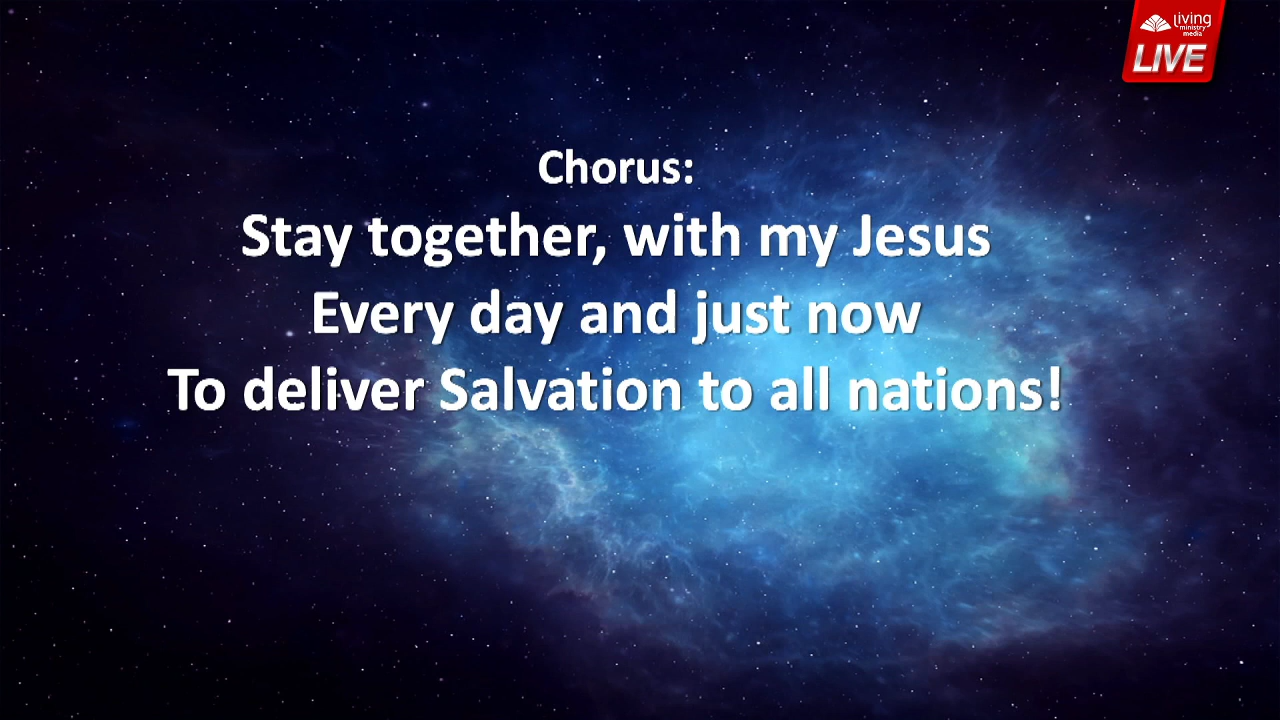 living
ministry
media
LIVE
Chorus:
Stay together, with my Jesus
Every day and just now
To deliver Salvation to all nations!